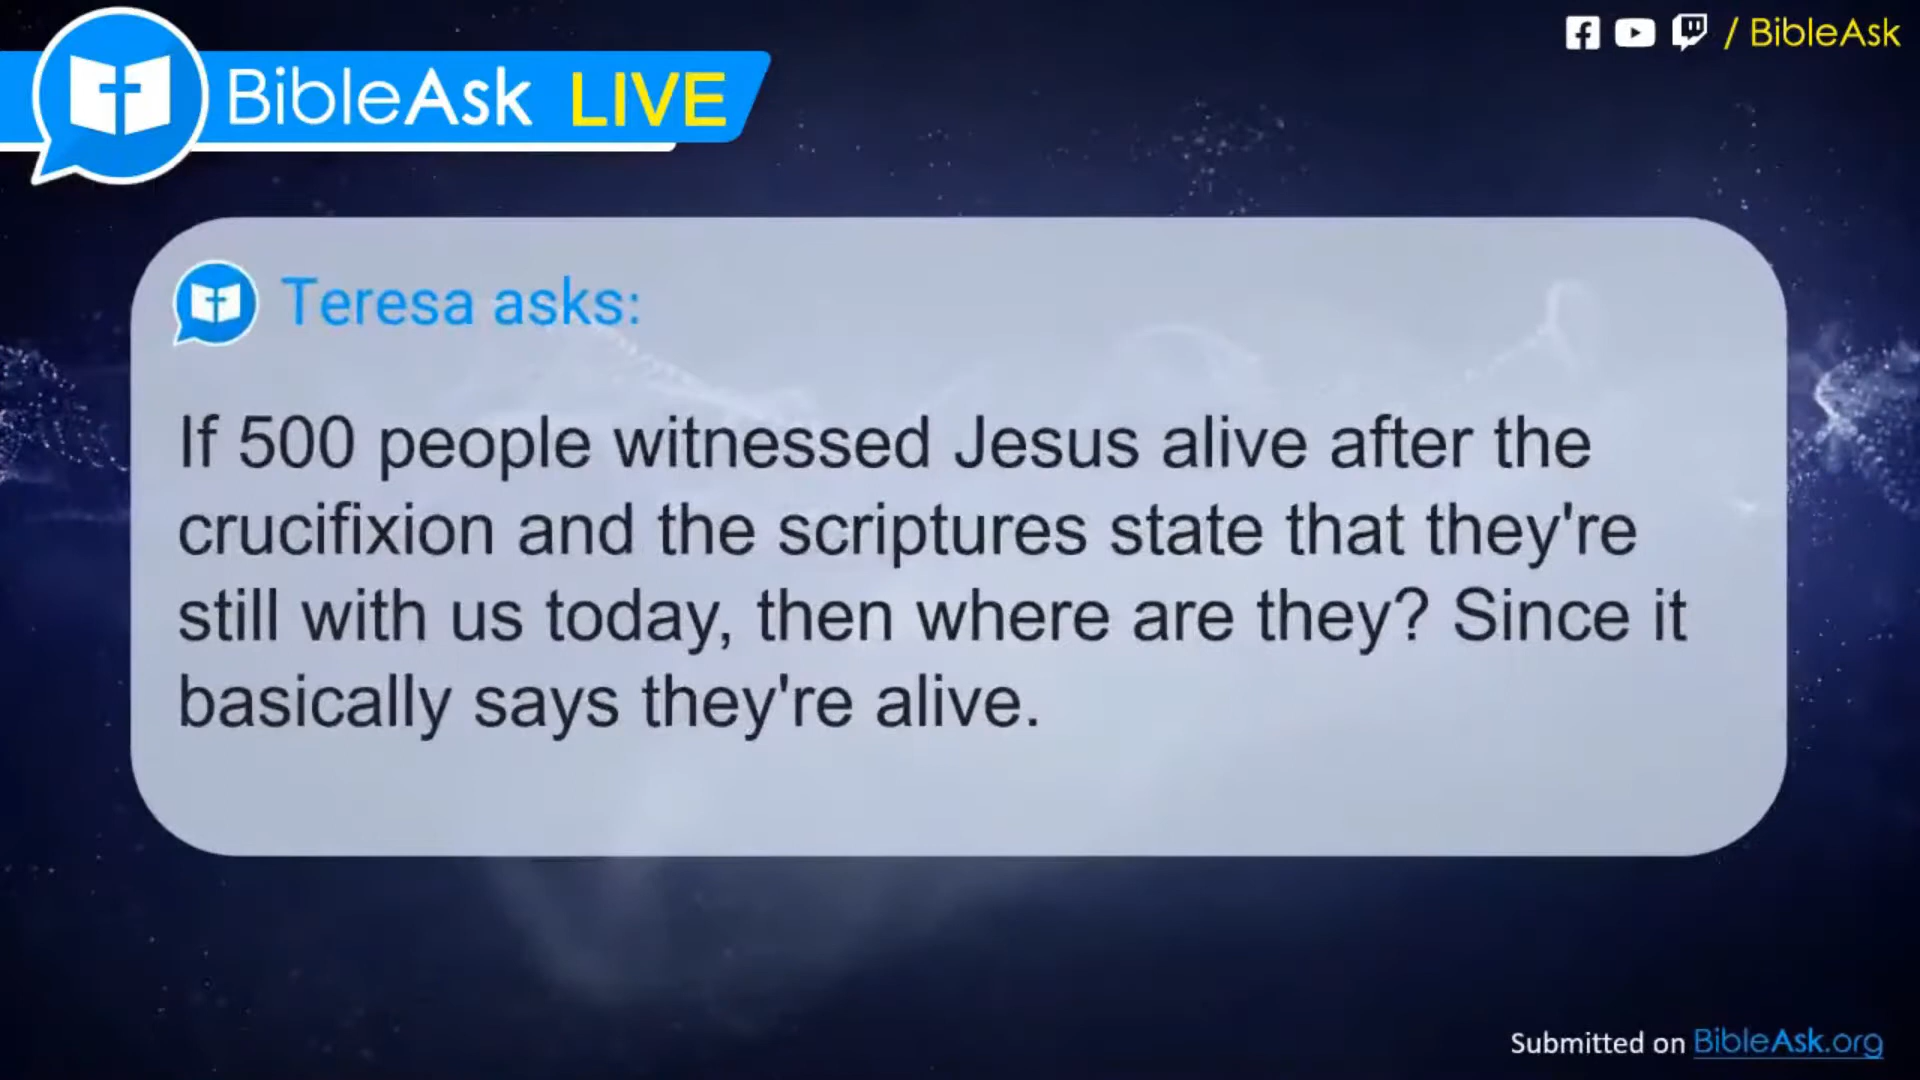 BibleAsk LIVE
/ BibleAsk
Teresa asks:
If 500 people witnessed Jesus alive after the
crucifixion and the scriptures state that they're
still with us today, then where are they? Since it
basically says they're alive.
Submitted on BibleAsk.org